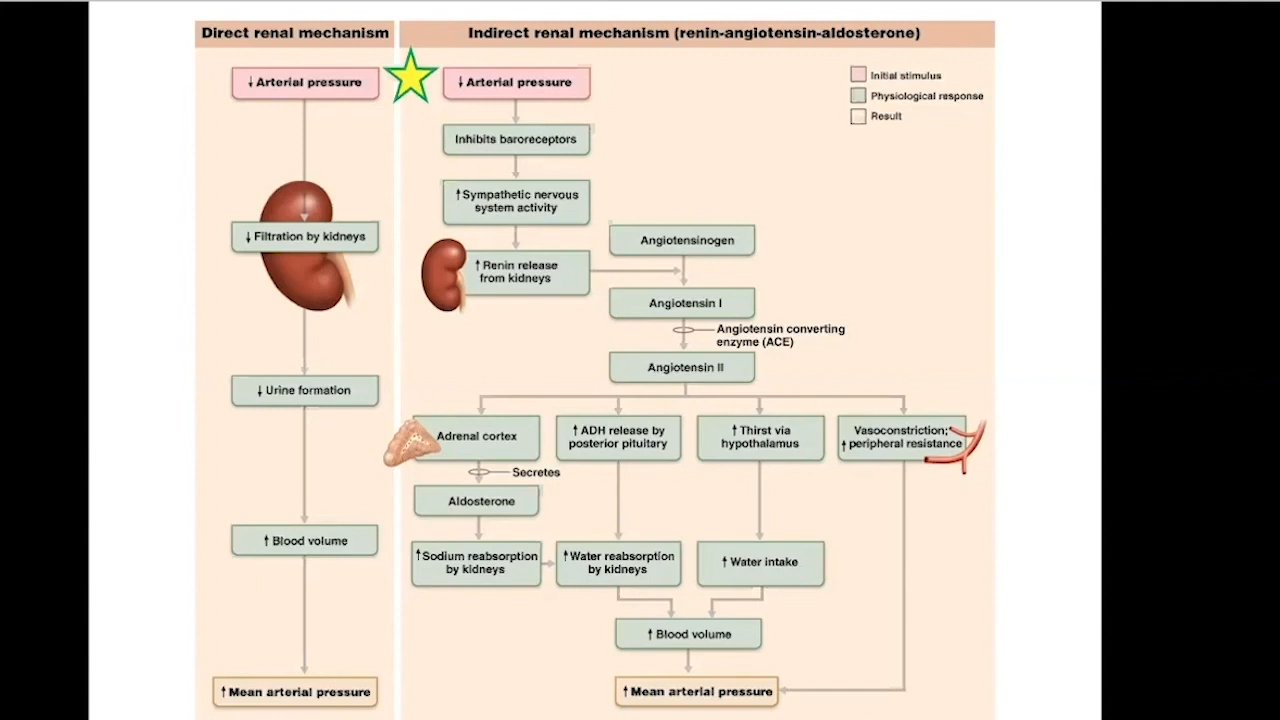 Direct renal mechanism
Indirect renal mechanism (renin-angiotensin-aldosterone)
↓ Arterial pressure
↓ Filtration by kidneys
↓ Urine formation
↑ Blood volume
↑ Mean arterial pressure
↓ Arterial pressure
Initial stimulus
Physiological response
Result
Inhibits baroreceptors
↑ Sympathetic nervous
system activity
↑ Renin release
from kidneys
Angiotensinogen
Angiotensin I
Angiotensin converting
enzyme (ACE)
Angiotensin II
Adrenal cortex
Secretes
Aldosterone
↑ Sodium reabsorption
by kidneys
↑ ADH release by
posterior pituitary
↑ Water reabsorption
by kidneys
↑ Thirst via
hypothalamus
↑ Water intake
Vasoconstriction;
↑ peripheral resistance
↑ Blood volume
↑ Mean arterial pressure